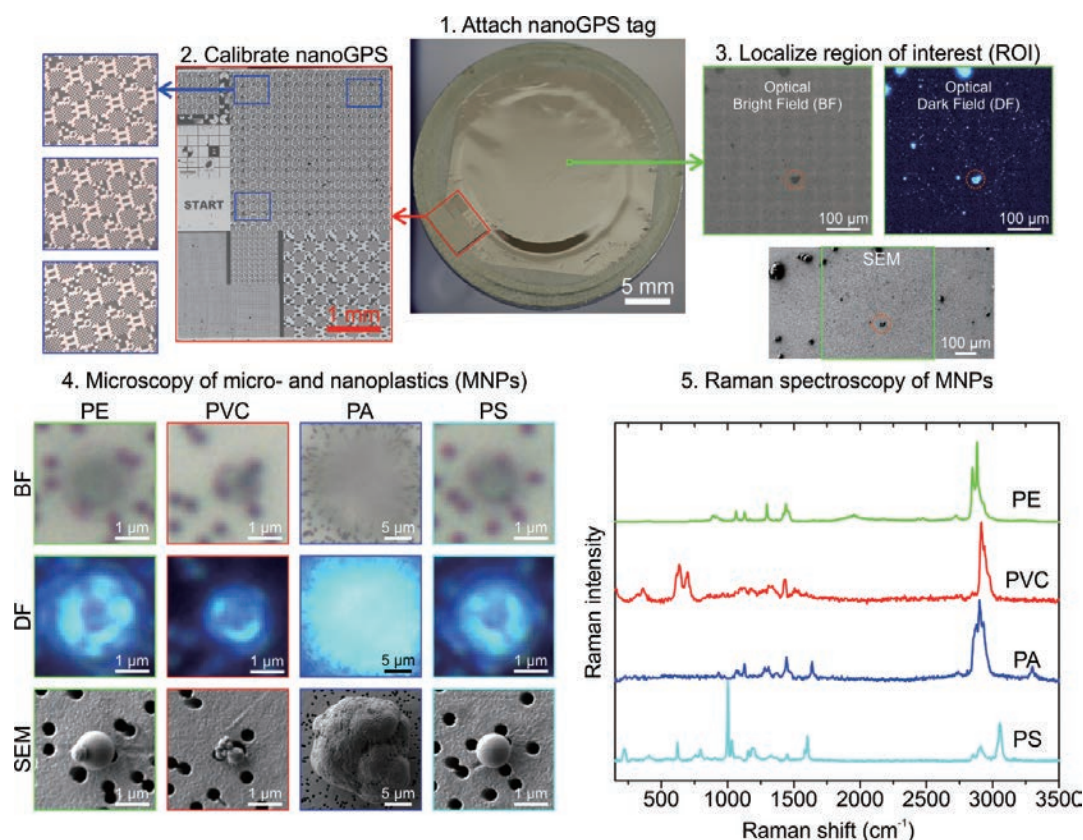 1. Attach nanoGPS tag
2. Calibrate nanoGPS
3. Localize region of interest (ROI)
START
1 mm
5 mm
Optical
Bright Field (BF)
100 µm
Optical
Dark Field (DF)
100 µm
SEM
100 µm
4. Microscopy of micro- and nanoplastics (MNPs)
PE PVC PA PS
BF
1 µm 1 µm 5 µm 1 µm
DF
1 µm 1 µm 5 µm 1 µm
SEM
1 µm 1 µm 5 µm 1 µm
5. Raman spectroscopy of MNPs
Raman intensity
PE
PVC
PA
PS
500 1000 1500 2000 2500 3000 350
Raman shift (cm⁻¹)